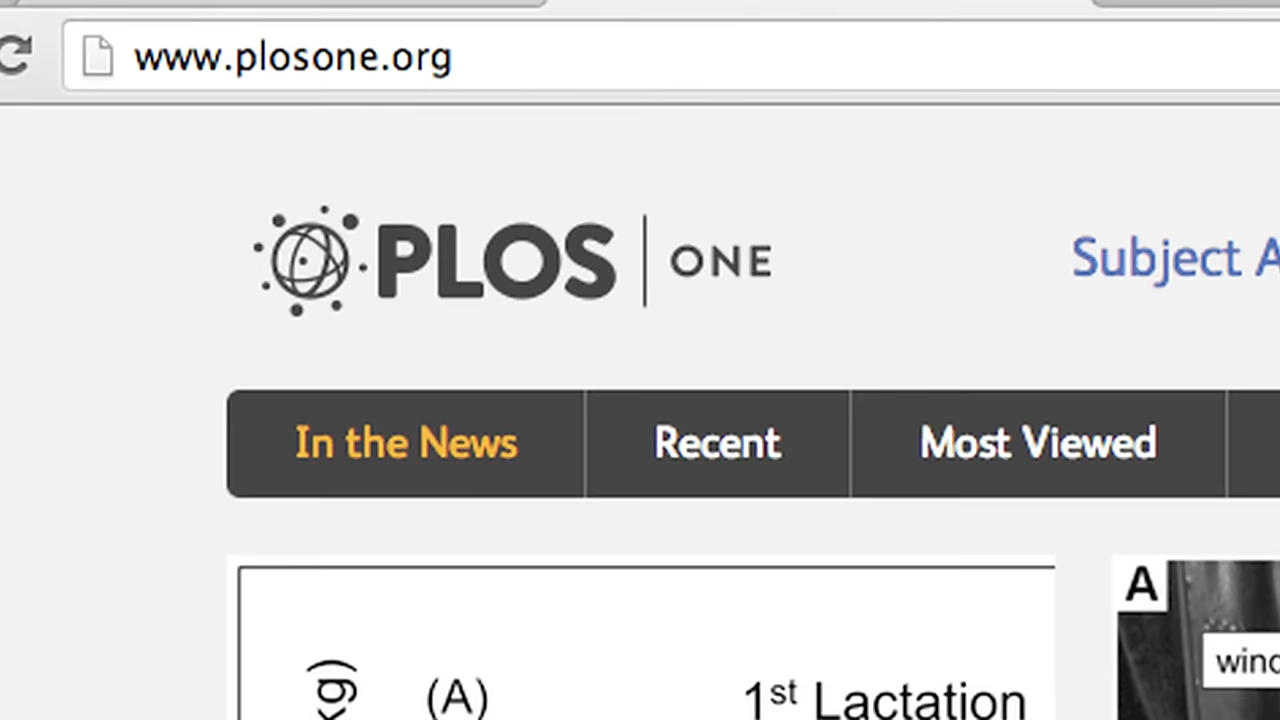 www.plosone.org
PLOS | ONE
Subject
In the News
Recent
Most Viewed
A
(A)
1st Lactation